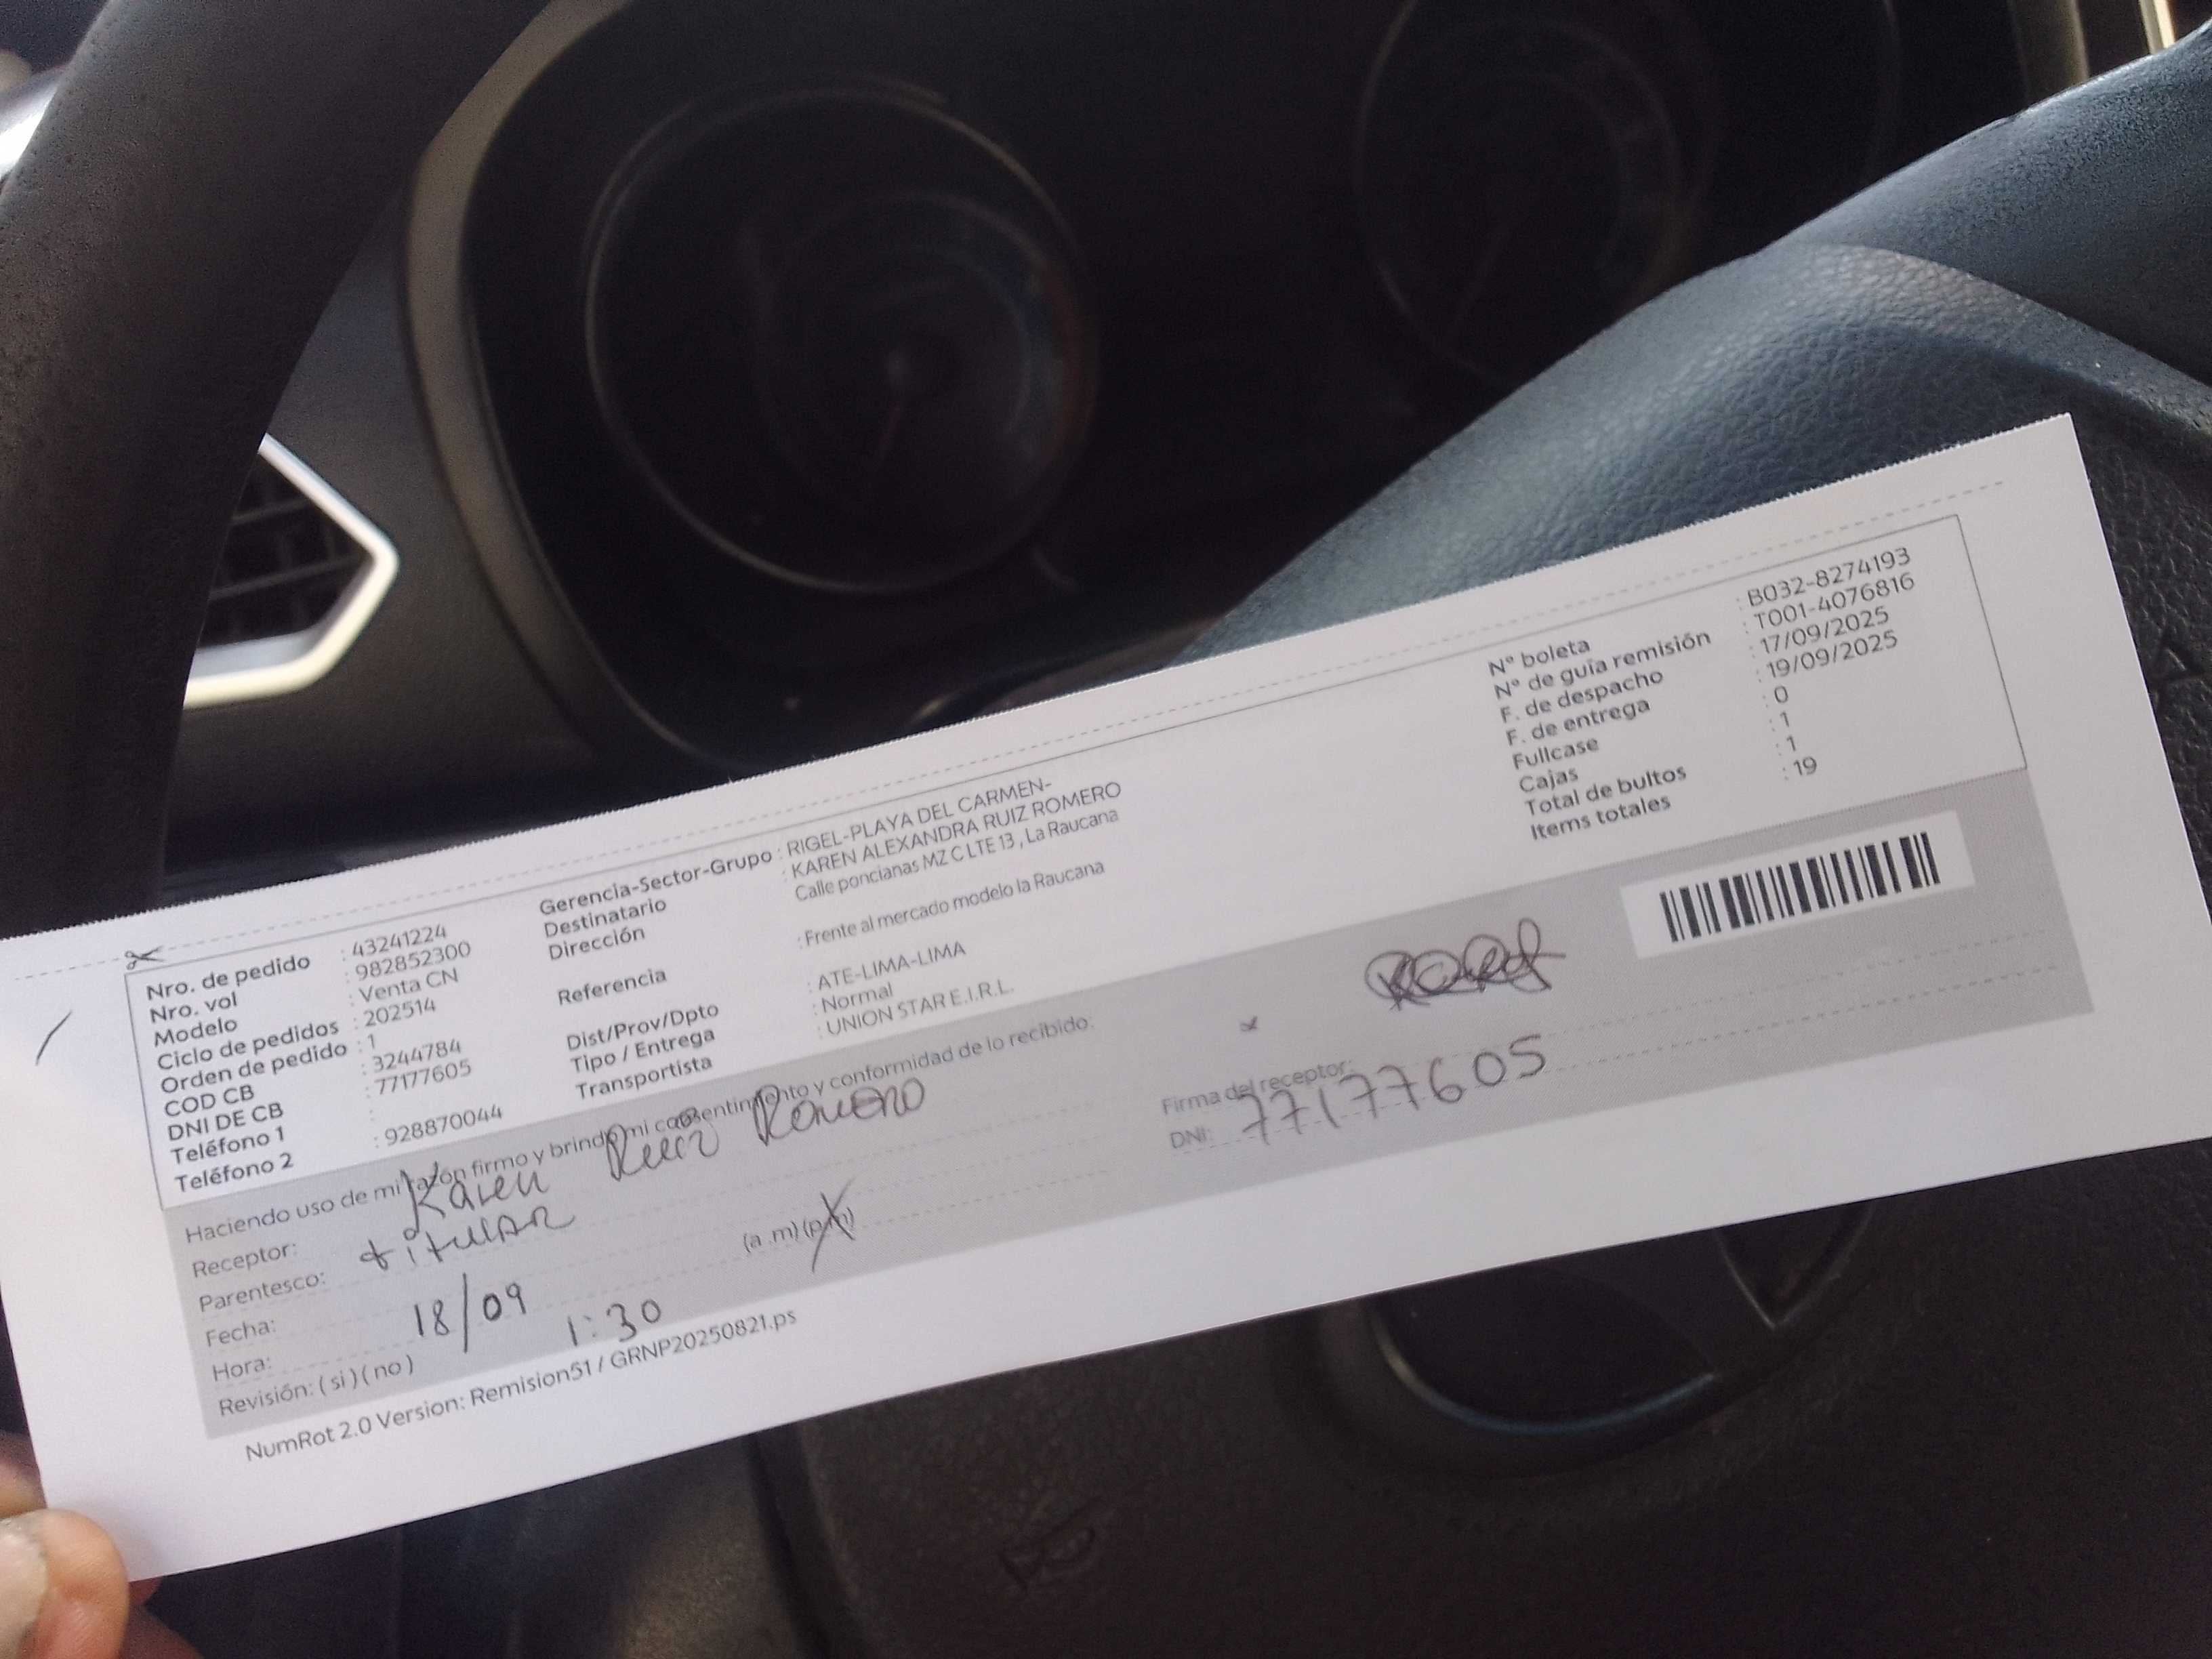 Nro. de pedido : 43241224
Nro. vol : 982852300
Modelo : Venta CN
Ciclo de pedidos : 202514
Orden de pedido : 1
COD CB : 3244784
DNI DE CB : 77177605
Teléfono 1 :
Teléfono 2 : 928870044
Gerencia-Sector-Grupo : RIGEL-PLAYA DEL CARMEN-
Destinatario : KAREN ALEXANDRA RUIZ ROMERO
Dirección Calle poncianas MZ C LTE 13 , La Raucana
Referencia : Frente al mercado modelo la Raucana
Dist/Prov/Dpto : ATE-LIMA-LIMA
Tipo / Entrega : Normal
Transportista : UNION STAR E.I.R.L.
N° boleta : B032-8274193
N° de guía remisión : T001-4076816
F. de despacho : 17/09/2025
F. de entrega : 19/09/2025
Fullcase : 0
Cajas : 1
Total de bultos : 1
Items totales : 19
Haciendo uso de mi razón firmo y brindo mi consentimiento y conformidad de lo recibido:
Receptor: Karen Ruiz Romero
Parentesco: titular
Fecha: 18/09
Hora: 1:30 (a .m) (p.m)
Revisión: ( si ) ( no )
Firma del receptor:
DNI: 77177605
NumRot 2.0 Version: Remision51 / GRNP20250821.ps